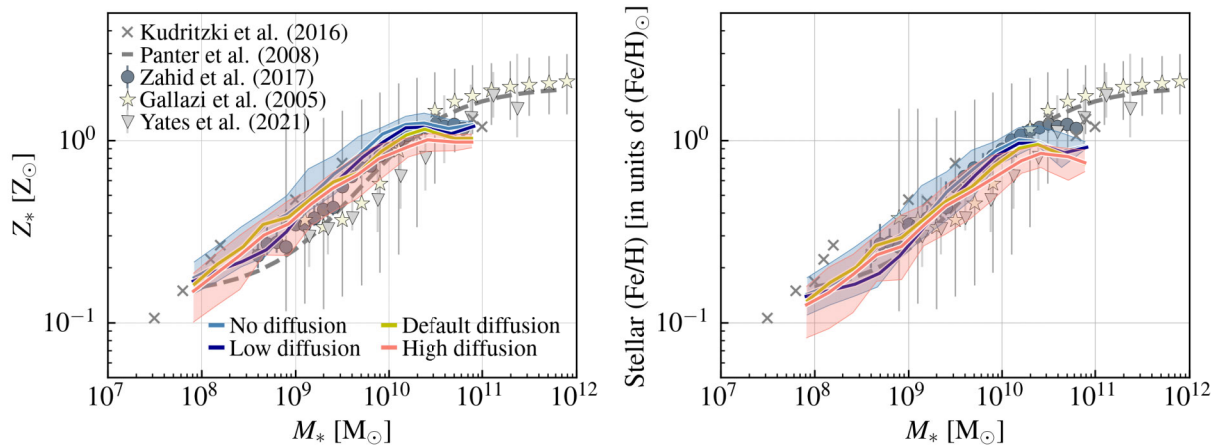 Kudritzki et al. (2016)
Panter et al. (2008)
Zahid et al. (2017)
Gallazi et al. (2005)
Yates et al. (2021)
No diffusion
Low diffusion
Default diffusion
High diffusion
Z* [Z⊙]
10⁰
10⁻¹
10⁷ 10⁸ 10⁹ 10¹⁰ 10¹¹ 10¹²
M* [M⊙]
Stellar (Fe/H) [in units of (Fe/H)⊙]
10⁰
10⁻¹
10⁷ 10⁸ 10⁹ 10¹⁰ 10¹¹ 10¹²
M* [M⊙]